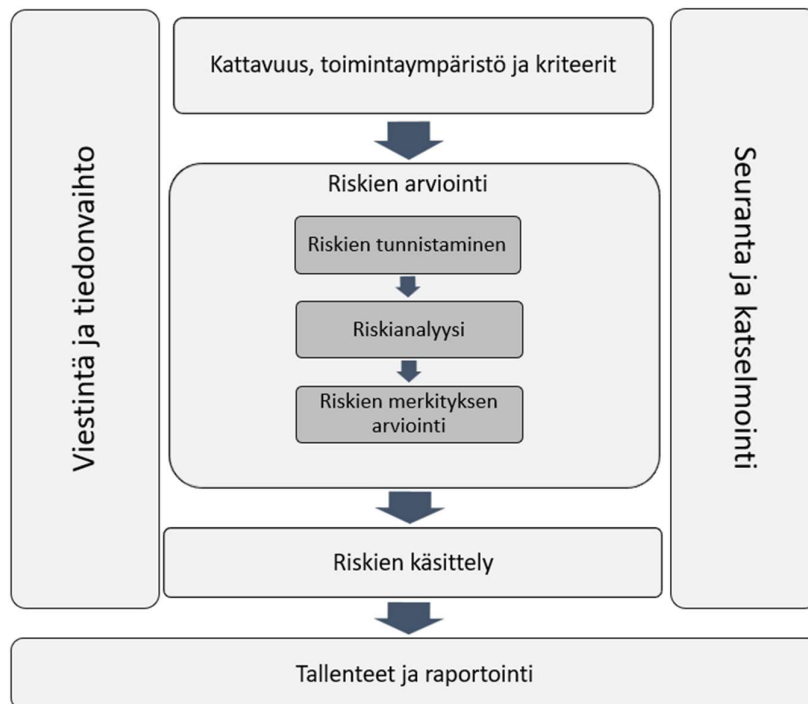 Viestintä ja tiedonvaihto
Kattavuus, toimintaympäristö ja kriteerit
Riskien arviointi
Riskien tunnistaminen
Riskianalyysi
Riskien merkityksen
arviointi
Riskien käsittely
Seuranta ja katselmointi
Tallenteet ja raportointi